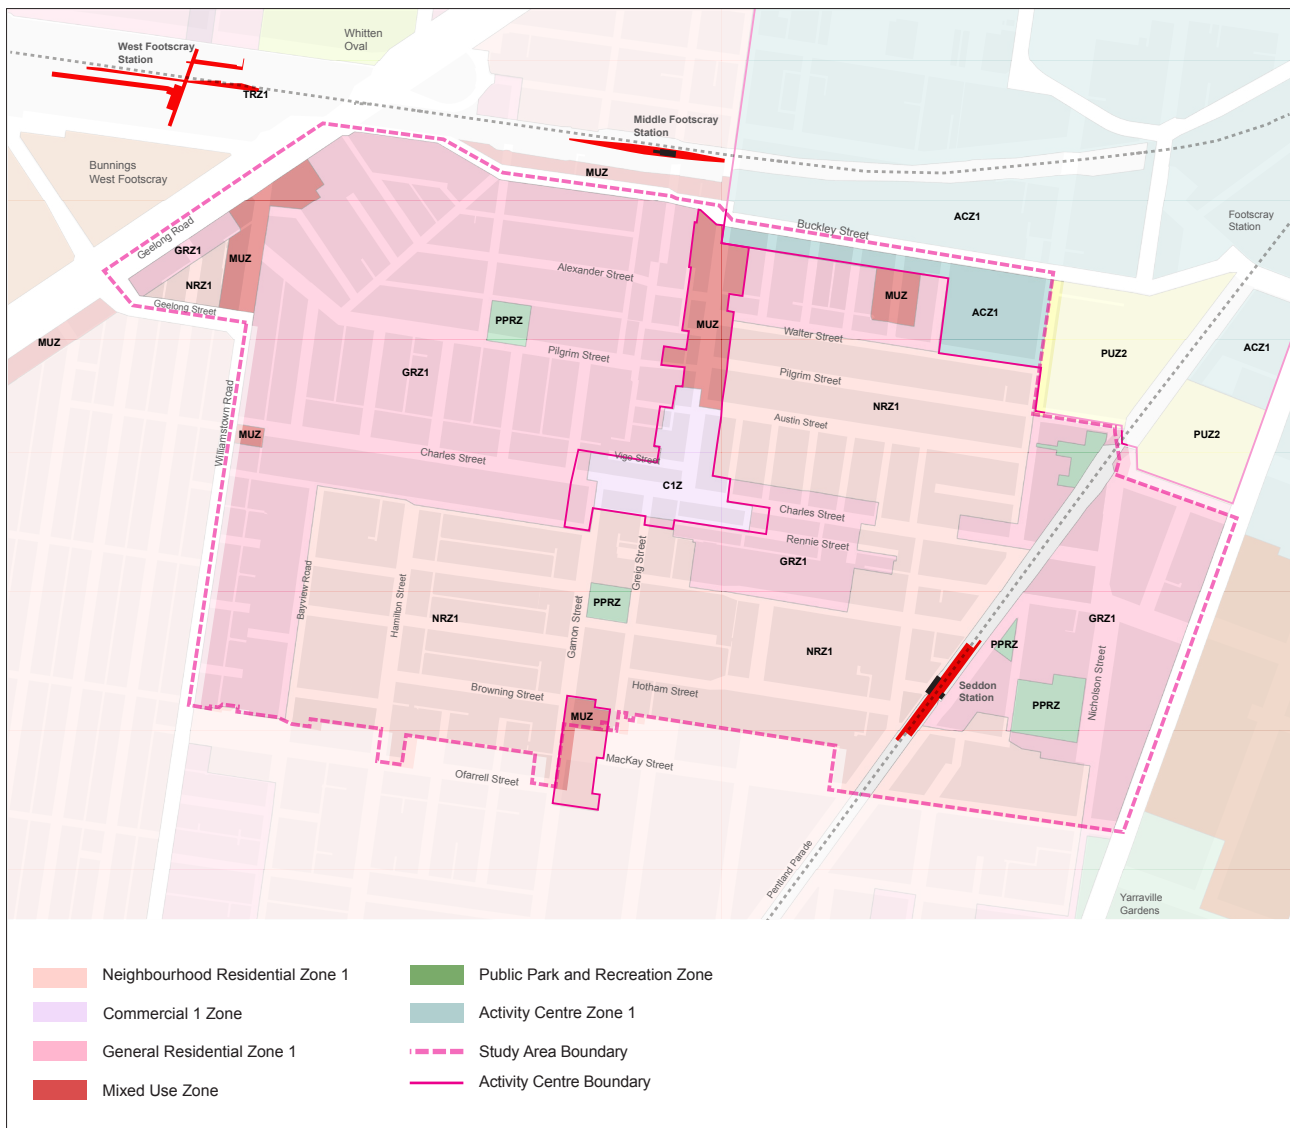 Whitten
Oval
West Footscray
Station
TRZ1
Middle Footscray
Station
Bunnings
West Footscray
MUZ
ACZ1
Footscray
Station
Buckley Street
Geelong Road
GRZ1
MUZ
NRZ1
Alexander Street
Geelong Street
MUZ
ACZ1
PPRZ
MUZ
Walter Street
MUZ
Pilgrim Street
PUZ2
ACZ1
GRZ1
Pilgrim Street
NRZ1
Williamstown Road
Austin Street
MUZ
PUZ2
Charles Street
Vigo Street
C1Z
Charles Street
Rennie Street
GRZ1
Greig Street
Bayview Road
Hamilton Street
Gamon Street
PPRZ
NRZ1
GRZ1
NRZ1
PPRZ
Nicholson Street
Browning Street
Hotham Street
Seddon
Station
PPRZ
MUZ
MacKay Street
Ofarrell Street
Pentland Parade
Yarraville
Gardens
Neighbourhood Residential Zone 1
Commercial 1 Zone
General Residential Zone 1
Mixed Use Zone
Public Park and Recreation Zone
Activity Centre Zone 1
Study Area Boundary
Activity Centre Boundary